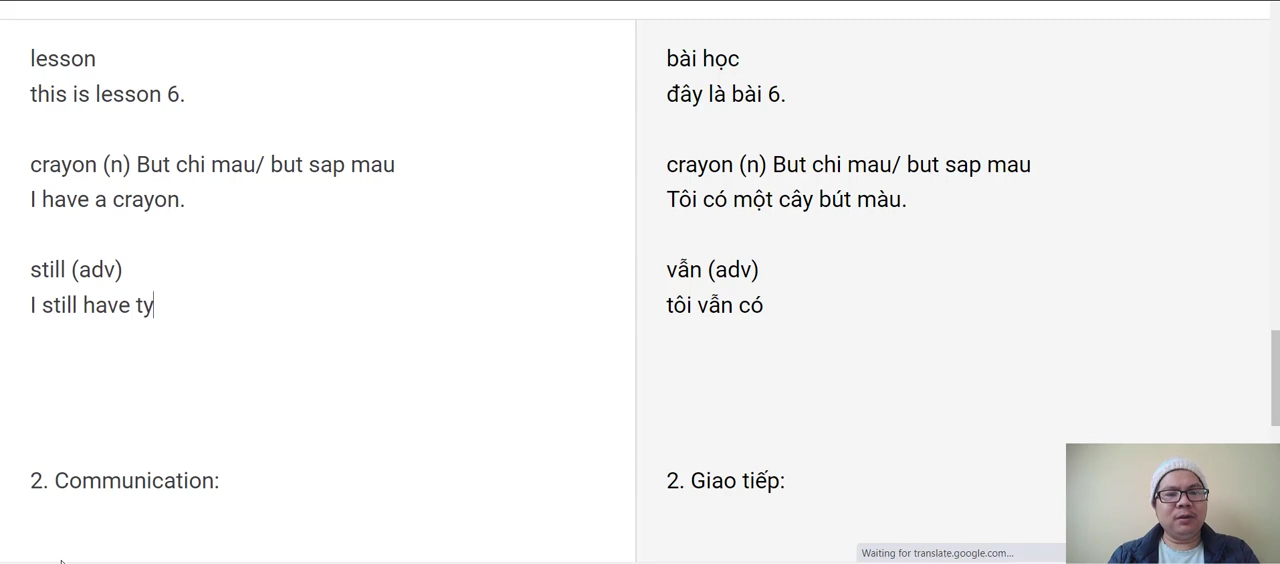 lesson
this is lesson 6.
crayon (n) But chi mau/ but sap mau
I have a crayon.
still (adv)
I still have ty
2. Communication:
bài học
đây là bài 6.
crayon (n) But chi mau/ but sap mau
Tôi có một cây bút màu.
vẫn (adv)
tôi vẫn có
2. Giao tiếp:
Waiting for translate.google.com...